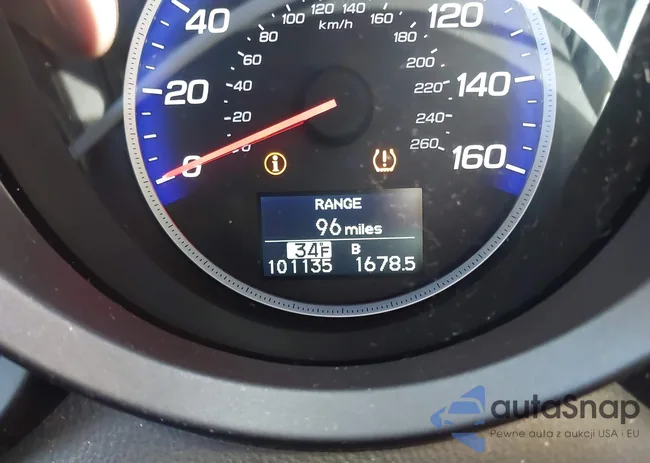 120 140
100 160
40 km/h 120
80 180
60 200
20 40 220 140
20 240
0 0 260 160
RANGE
96 miles
34F B
101135 1678.5
autaSnap
Pewne auta z aukcji USA i EU